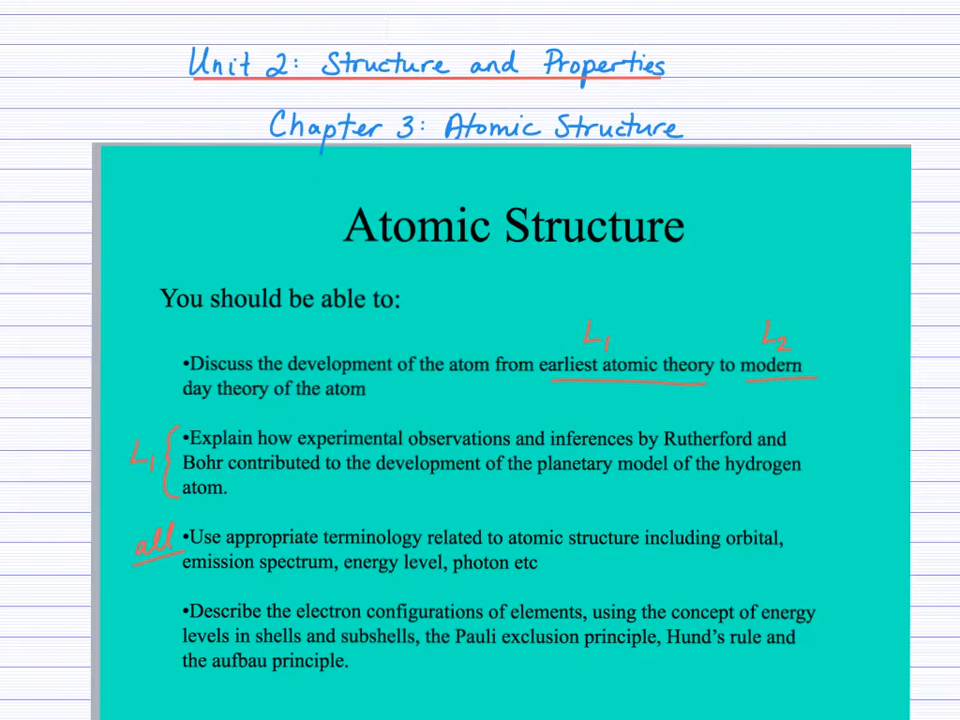 Unit 2: Structure and Properties
Chapter 3: Atomic Structure
Atomic Structure
You should be able to:
L1 L2
•Discuss the development of the atom from earliest atomic theory to modern
day theory of the atom
•Explain how experimental observations and inferences by Rutherford and
L1 Bohr contributed to the development of the planetary model of the hydrogen
atom.
all •Use appropriate terminology related to atomic structure including orbital,
emission spectrum, energy level, photon etc
•Describe the electron configurations of elements, using the concept of energy
levels in shells and subshells, the Pauli exclusion principle, Hund’s rule and
the aufbau principle.